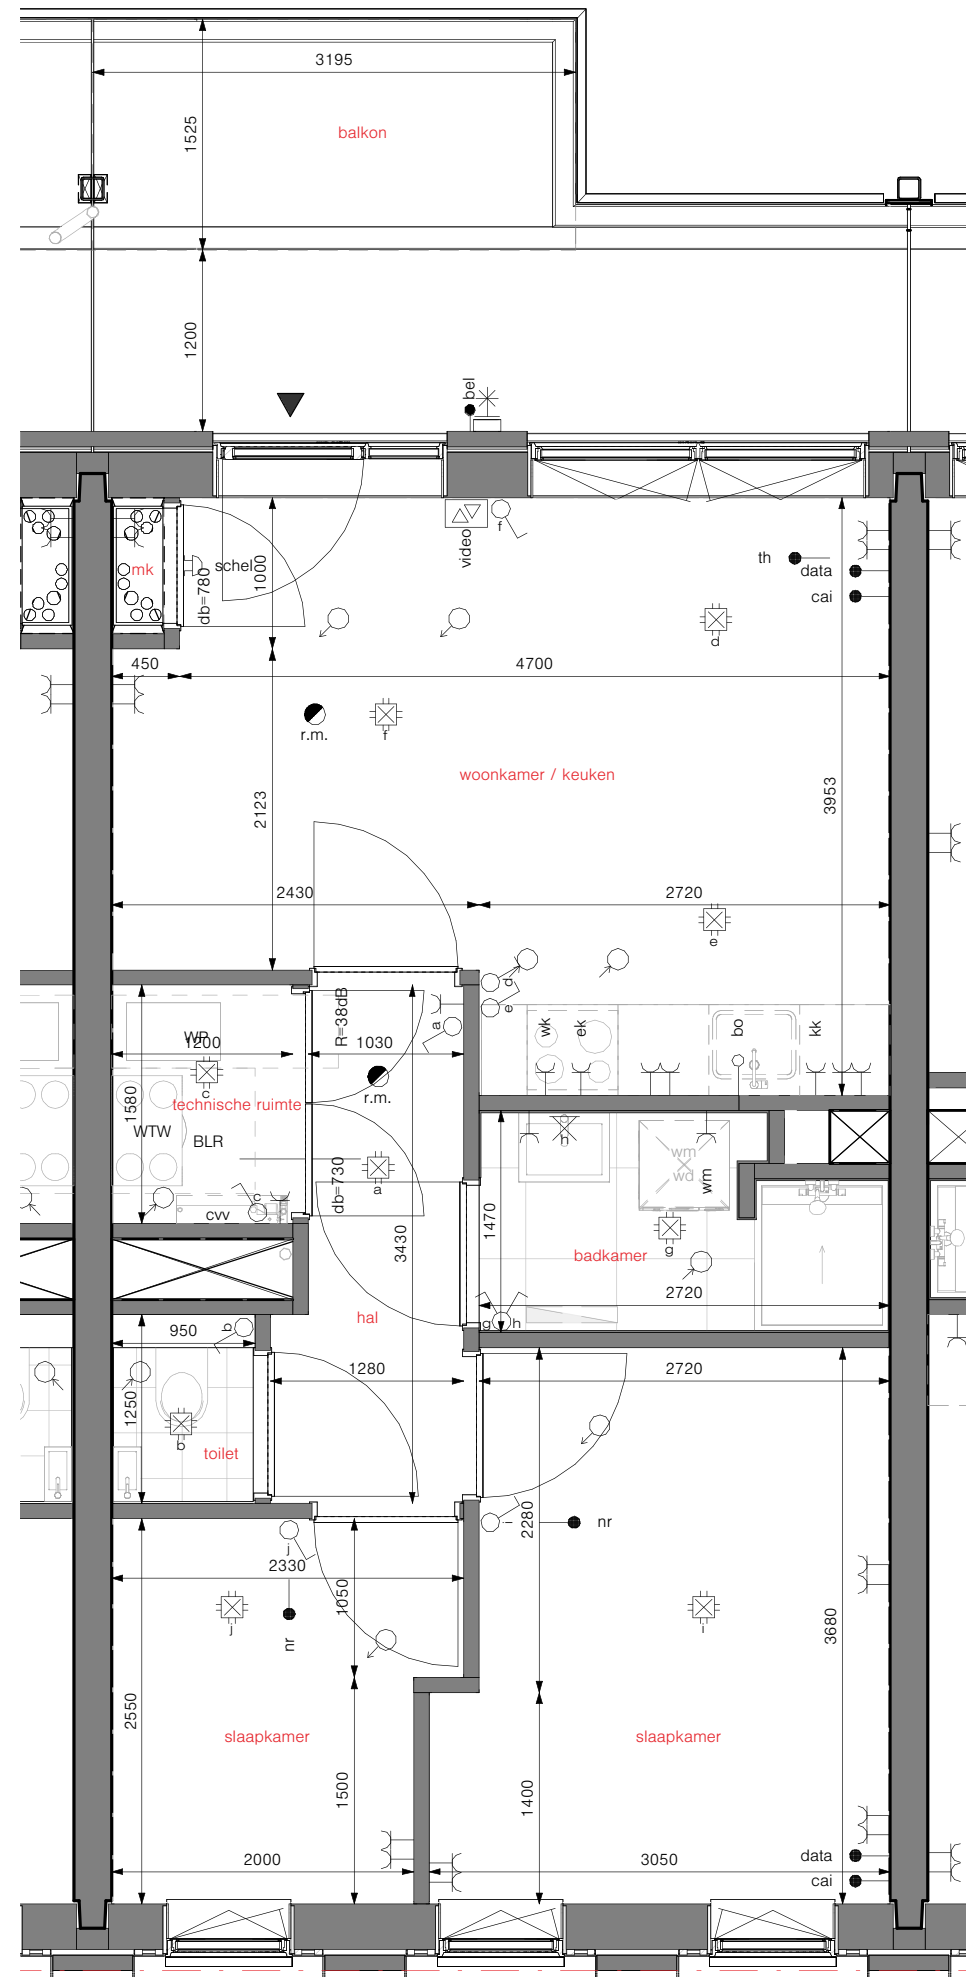 3195
1525
balkon
1200
bel
mk
schel
db=780
1000
video
f
th
data
cai
d
450
4700
r.m.
f
woonkamer / keuken
2123
3953
2430
2720
e
d
e
R=38dB
a
wk
ek
bo
kk
WP
1200
1030
c
r.m.
1580
technische ruimte
WTW
BLR
a
db=730
h
wm
wd
wm
c
cvv
3430
1470
g
badkamer
2720
g
h
hal
950
b
1280
2720
1250
b
toilet
i
2280
nr
j
2330
1050
j
nr
i
3680
2550
slaapkamer
slaapkamer
1500
1400
2000
3050
data
cai